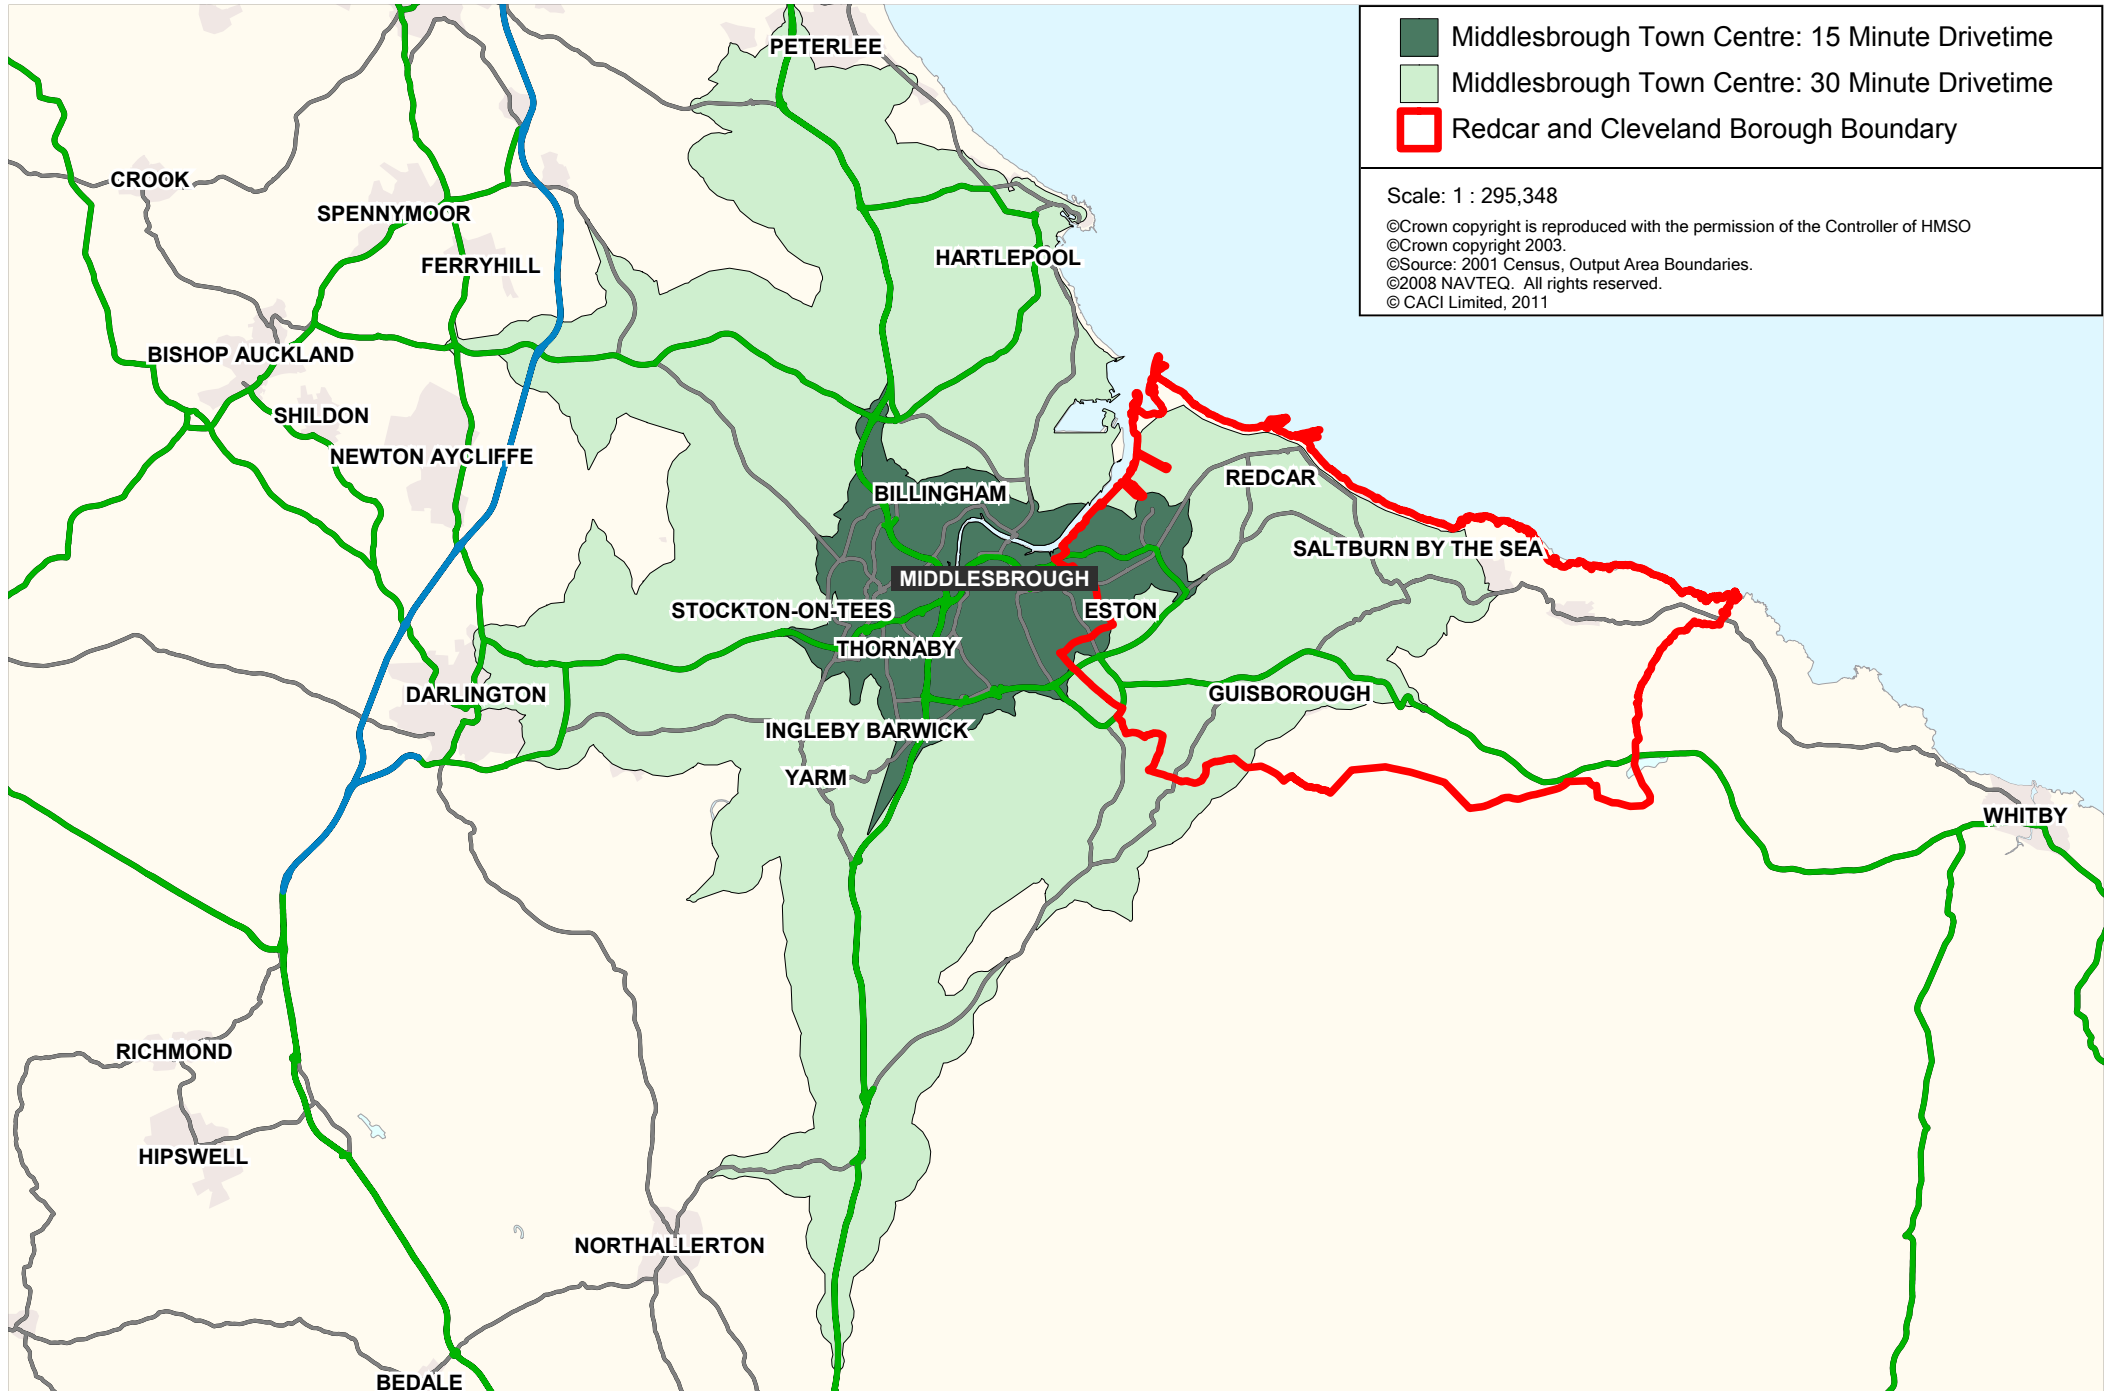 Middlesbrough Town Centre: 15 Minute Drivetime
Middlesbrough Town Centre: 30 Minute Drivetime
Redcar and Cleveland Borough Boundary
Scale: 1 : 295,348
©Crown copyright is reproduced with the permission of the Controller of HMSO
©Crown copyright 2003.
©Source: 2001 Census, Output Area Boundaries.
©2008 NAVTEQ. All rights reserved.
© CACI Limited, 2011
PETERLEE
CROOK
SPENNYMOOR
HARTLEPOOL
FERRYHILL
BISHOP AUCKLAND
SHILDON
NEWTON AYCLIFFE
REDCAR
BILLINGHAM
SALTBURN BY THE SEA
MIDDLESBROUGH
STOCKTON-ON-TEES
ESTON
THORNABY
DARLINGTON
GUISBOROUGH
INGLEBY BARWICK
YARM
WHITBY
RICHMOND
HIPSWELL
NORTHALLERTON
BEDALE